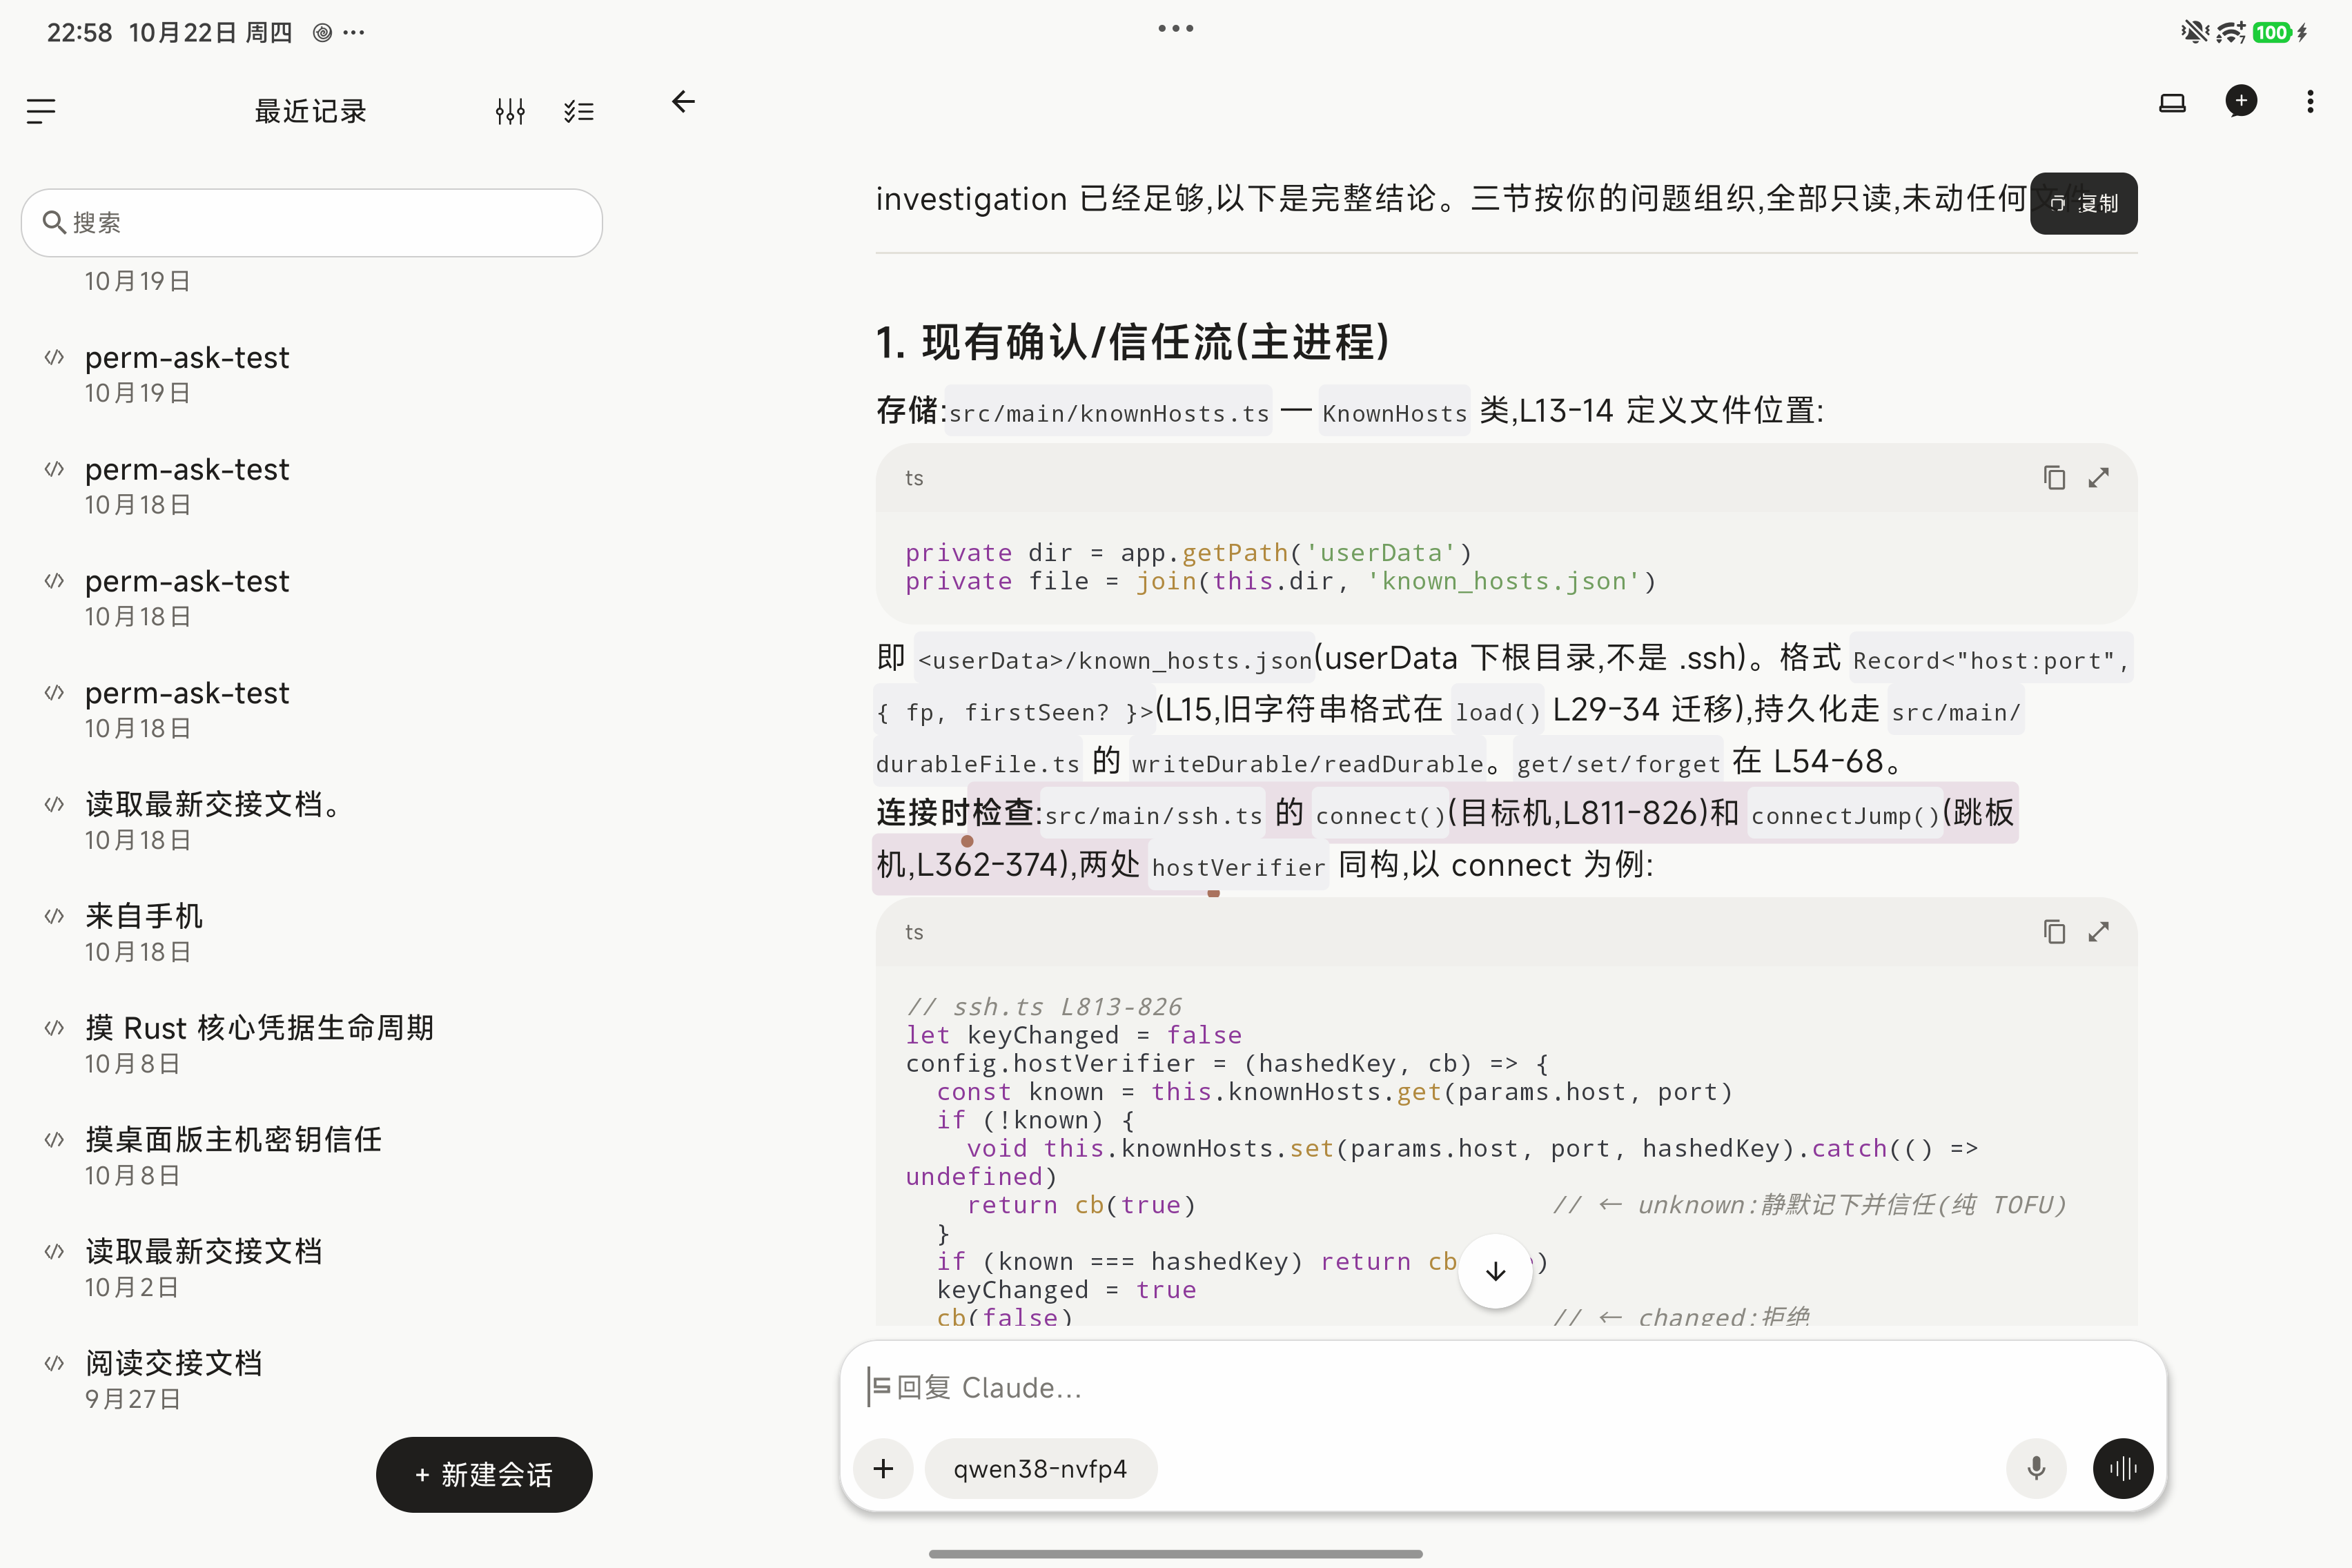 22:58 10月22日 周四
100
最近记录
搜索
10月19日
perm-ask-test
10月19日
perm-ask-test
10月18日
perm-ask-test
10月18日
perm-ask-test
10月18日
读取最新交接文档。
10月18日
来自手机
10月18日
摸 Rust 核心凭据生命周期
10月8日
摸桌面版主机密钥信任
10月8日
读取最新交接文档
10月2日
阅读交接文档
9月27日
+ 新建会话
investigation 已经足够,以下是完整结论。三节按你的问题组织,全部只读,未动任何
复制
1. 现有确认/信任流(主进程)
存储:src/main/knownHosts.ts — KnownHosts 类,L13-14 定义文件位置:
ts
private dir = app.getPath('userData')
private file = join(this.dir, 'known_hosts.json')
即 <userData>/known_hosts.json(userData 下根目录,不是 .ssh)。格式 Record<"host:port",
{ fp, firstSeen? }>(L15,旧字符串格式在 load() L29-34 迁移),持久化走 src/main/
durableFile.ts 的 writeDurable/readDurable。get/set/forget 在 L54-68。
连接时检查:src/main/ssh.ts 的 connect()(目标机,L811-826)和 connectJump()(跳板
机,L362-374),两处 hostVerifier 同构,以 connect 为例:
ts
// ssh.ts L813-826
let keyChanged = false
config.hostVerifier = (hashedKey, cb) => {
const known = this.knownHosts.get(params.host, port)
if (!known) {
void this.knownHosts.set(params.host, port, hashedKey).catch(() =>
undefined)
return cb(true) // ← unknown:静默记下并信任(纯 TOFU)
}
if (known === hashedKey) return cb )
keyChanged = true
cb(false) // ← changed:拒绝
回复 Claude...
+ qwen38-nvfp4